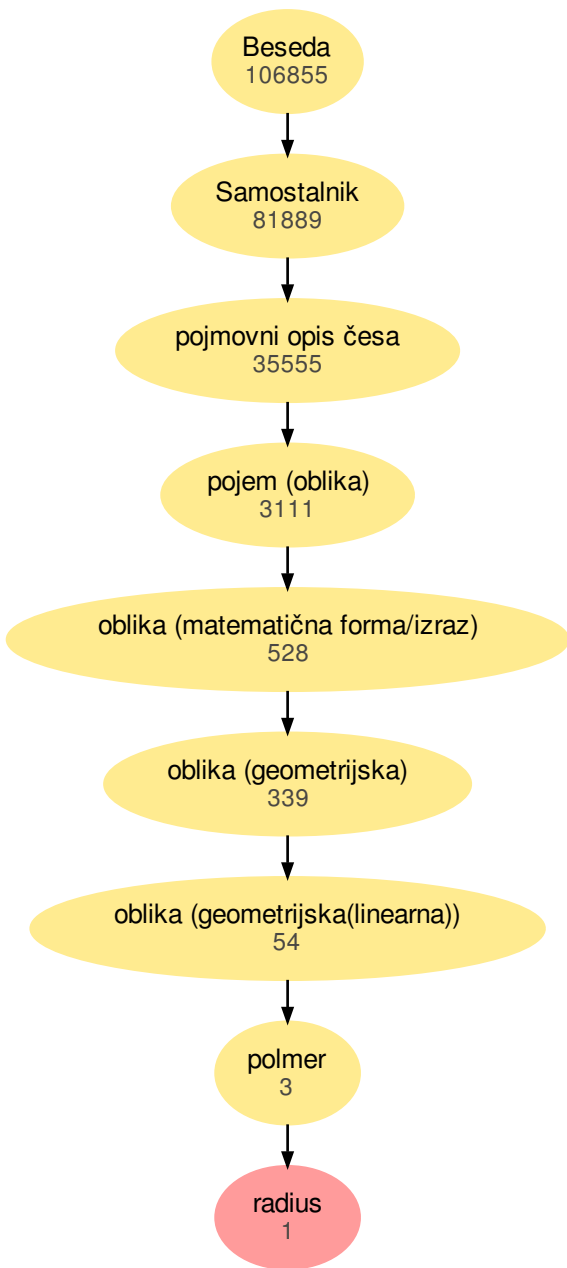 Beseda
106855
Samostalnik
81889
pojmovni opis česa
35555
pojem (oblika)
3111
oblika (matematična forma/izraz)
528
oblika (geometrijska)
339
oblika (geometrijska(linearna))
54
polmer
3
radius
1